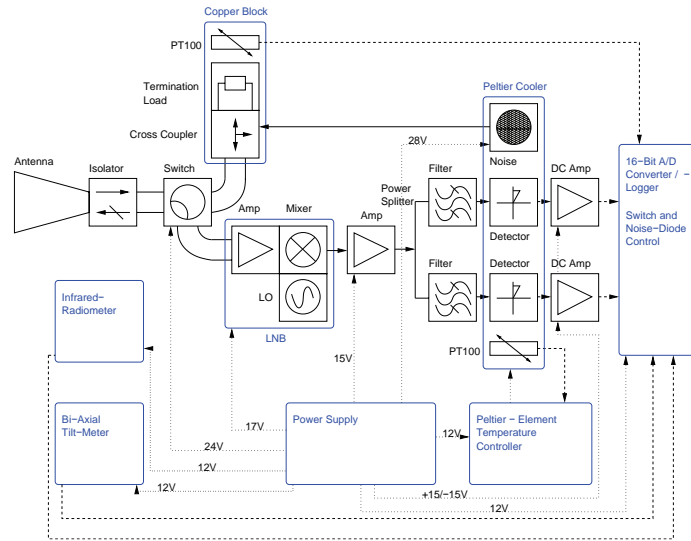 Copper Block
PT100
Termination
Load
Cross Coupler
Peltier Cooler
Noise
28V
Antenna
Isolator
Switch
Amp
Mixer
LO
LNB
Amp
Power
Splitter
Filter
Detector
DC Amp
16-Bit A/D
Converter / -
Logger
Switch and
Noise-Diode
Control
Filter
Detector
DC Amp
PT100
Infrared-
Radiometer
15V
Bi-Axial
Tilt-Meter
Power Supply
Peltier - Element
Temperature
Controller
17V
12V
24V
12V
12V
+15/-15V
12V